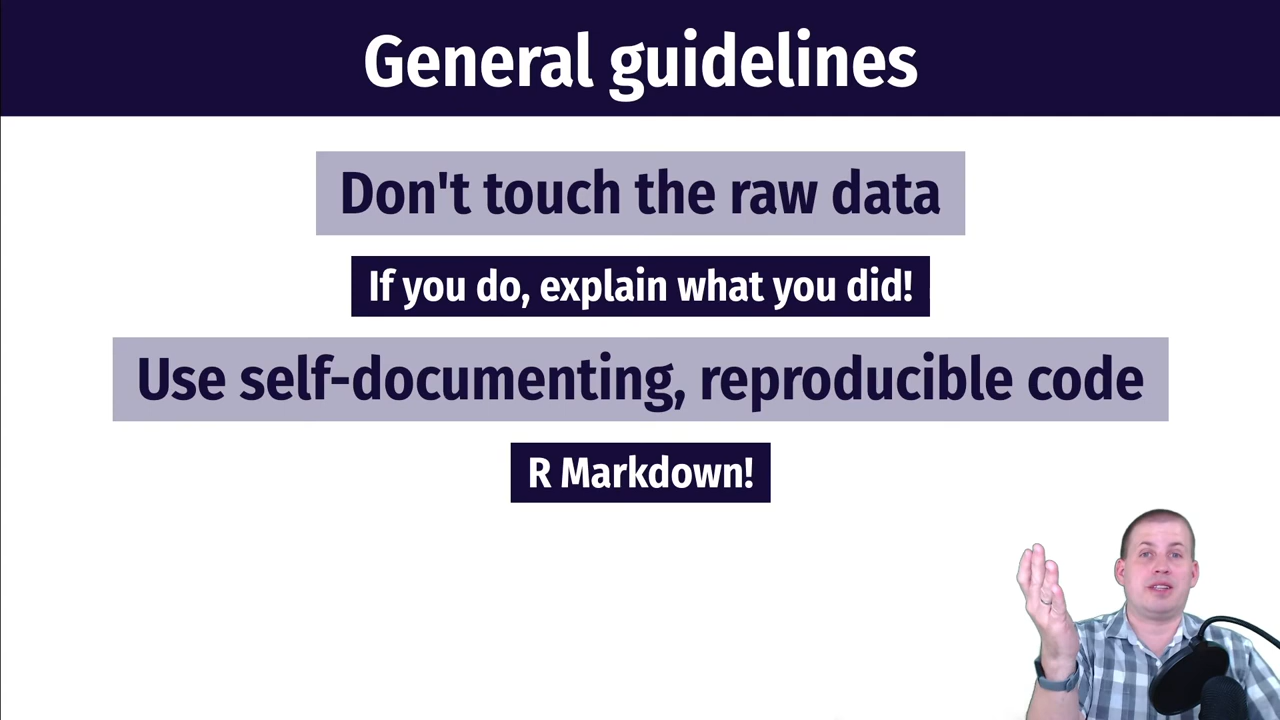 General guidelines
Don't touch the raw data
If you do, explain what you did!
Use self-documenting, reproducible code
R Markdown!